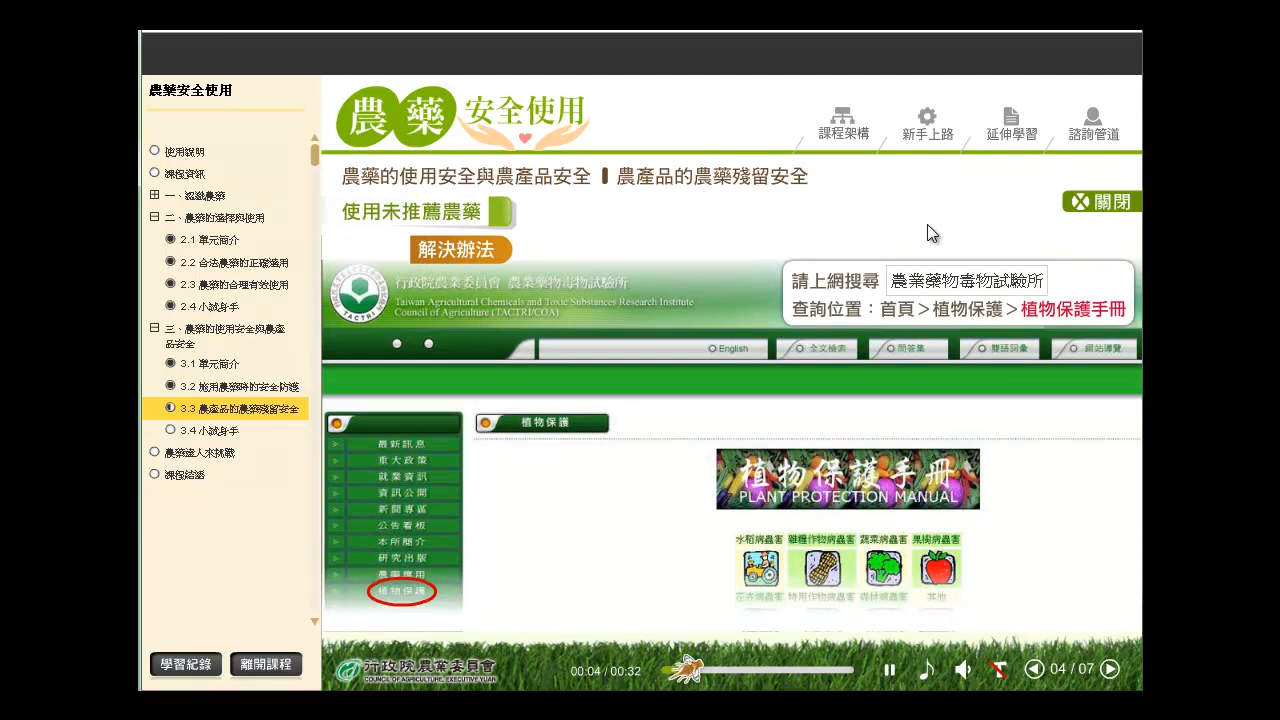 農藥安全使用
使用說明
課程資訊
一、認識農藥
二、農藥的選擇與使用
2.1 單元簡介
2.2 合法農藥的正確選用
2.3 農藥的合理有效使用
2.4 小試身手
三、農藥的使用安全與農產
品安全
3.1 單元簡介
3.2 施用農藥時的安全防護
3.3 農產品的農藥殘留安全
3.4 小試身手
農藥達人來挑戰
課程結語
學習紀錄
離開課程
農藥 安全使用
課程架構
新手上路
延伸學習
諮詢管道
農藥的使用安全與農產品安全 農產品的農藥殘留安全
使用未推薦農藥
關閉
解決辦法
行政院農業委員會 農業藥物毒物試驗所
Taiwan Agricultural Chemicals and Toxic Substances Research Institute
Council of Agriculture (TACTRI/COA)
TACTRI
請上網搜尋 農業藥物毒物試驗所
查詢位置：首頁＞植物保護＞植物保護手冊
English
全文檢索
問答集
雙語詞彙
網站導覽
最新訊息
重大政策
就業資訊
資訊公開
新聞專區
公告看板
本所簡介
研究出版
農藥應用
植物保護
植物保護
植物保護手冊
PLANT PROTECTION MANUAL
水稻病蟲害 雜糧作物病蟲害 蔬菜病蟲害 果樹病蟲害
花卉病蟲害 特用作物病蟲害 森林病蟲害 其他
行政院農業委員會
COUNCIL OF AGRICULTURE, EXECUTIVE YUAN
00:04 / 00:32
04 / 07